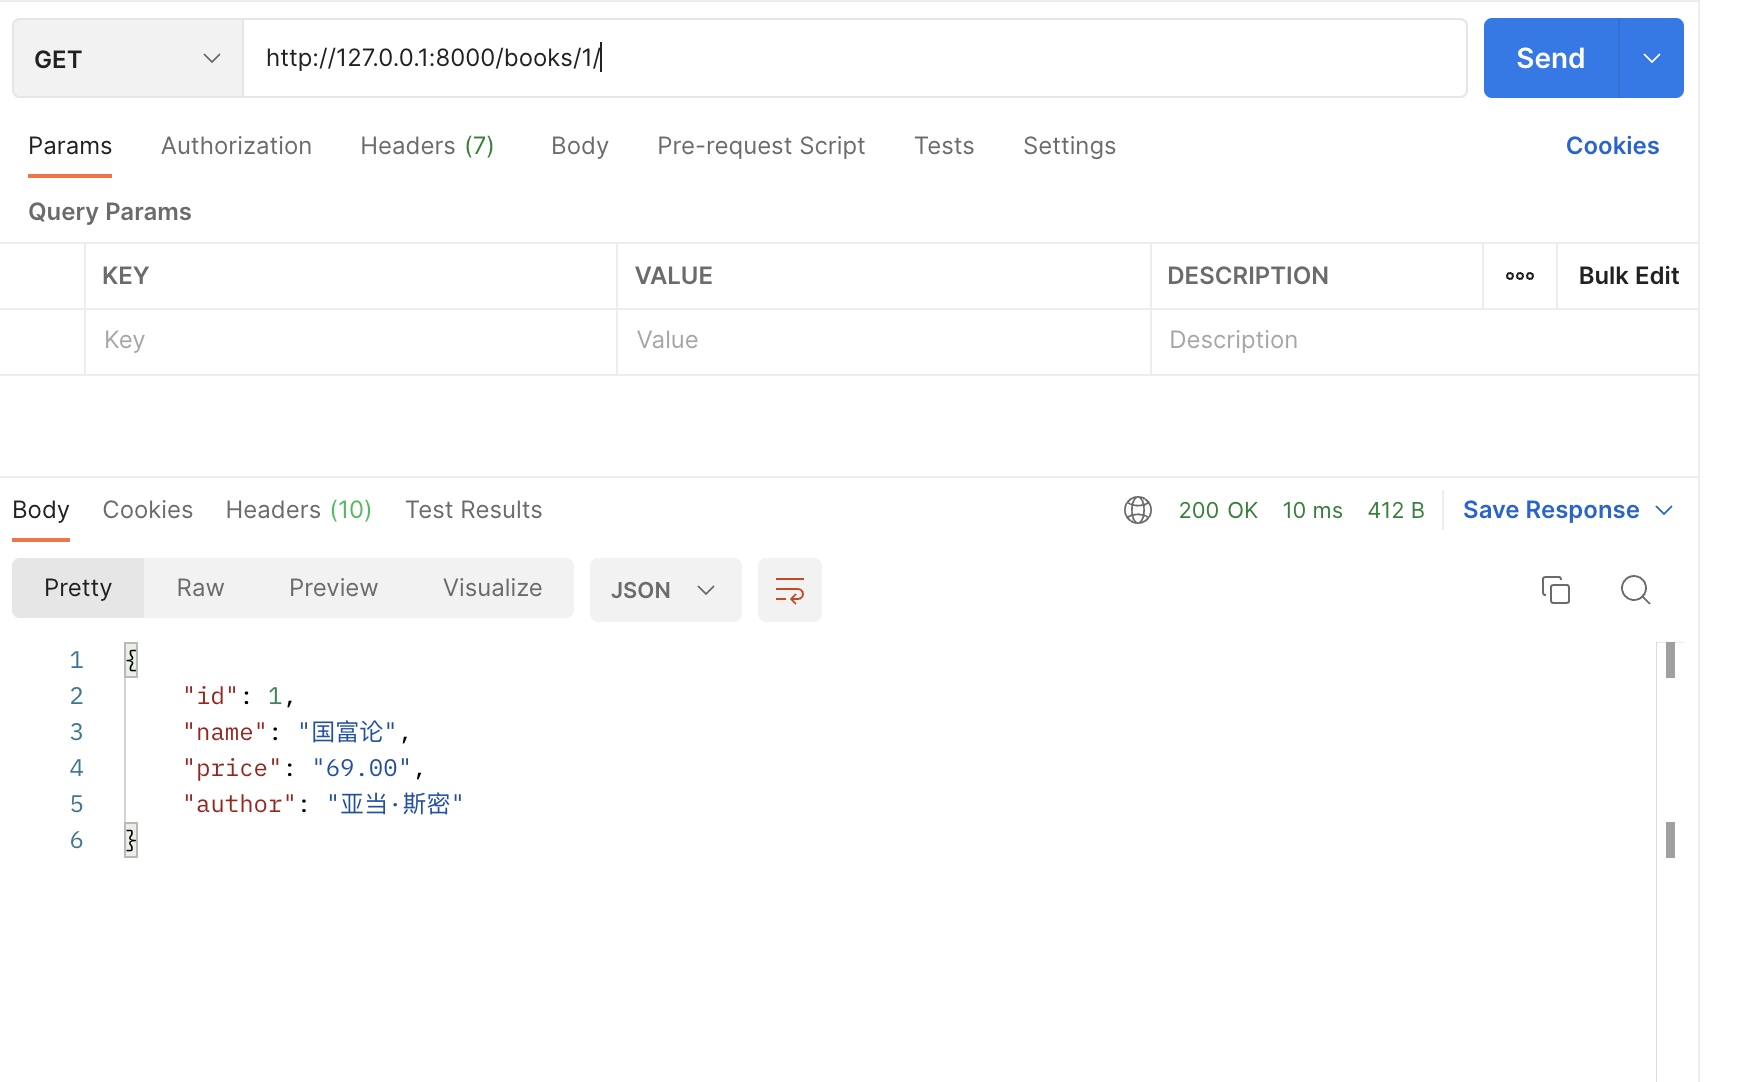 GET http://127.0.0.1:8000/books/1/ Send
Params Authorization Headers (7) Body Pre-request Script Tests Settings Cookies
Query Params
KEY VALUE DESCRIPTION ooo Bulk Edit
Key Value Description
Body Cookies Headers (10) Test Results 200 OK 10 ms 412 B Save Response
Pretty Raw Preview Visualize JSON
1 {
2 "id": 1,
3 "name": "国富论",
4 "price": "69.00",
5 "author": "亚当·斯密"
6 }